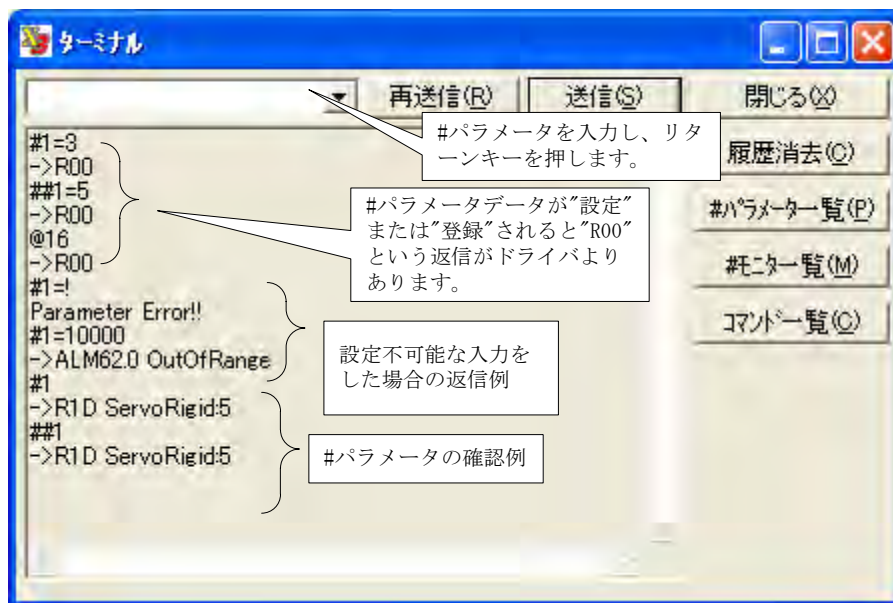 ターミナル
再送信(R)
送信(S)
閉じる(X)
#パラメータを入力し、リタ
ーンキーを押します。
履歴消去(C)
#パラメーター一覧(P)
#モニター一覧(M)
コマンド一覧(C)
#1=3
->R00
##1=5
->R00
@16
->R00
#パラメータデータが"設定"
または"登録"されると"R00"
という返信がドライバより
あります。
#1=!
Parameter Error!!
#1=10000
->ALM62.0 OutOfRange
設定不可能な入力を
した場合の返信例
#1
->R1D ServoRigid:5
##1
->R1D ServoRigid:5
#パラメータの確認例